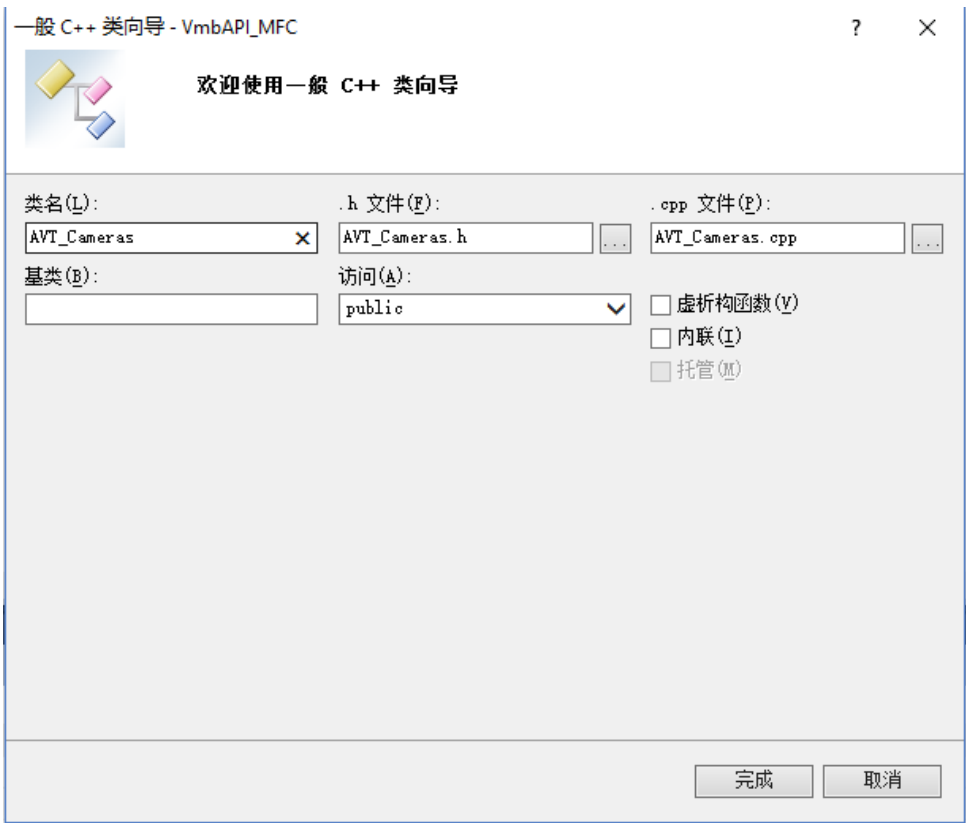 一般 C++ 类向导 - VmbAPI_MFC
?
欢迎使用一般 C++ 类向导
类名(L): .h 文件(F): .cpp 文件(P):
AVT_Cameras AVT_Cameras.h ... AVT_Cameras.cpp ...
基类(B): 访问(A):
public 虚析构函数(V)
内联(I)
托管(M)
完成 取消